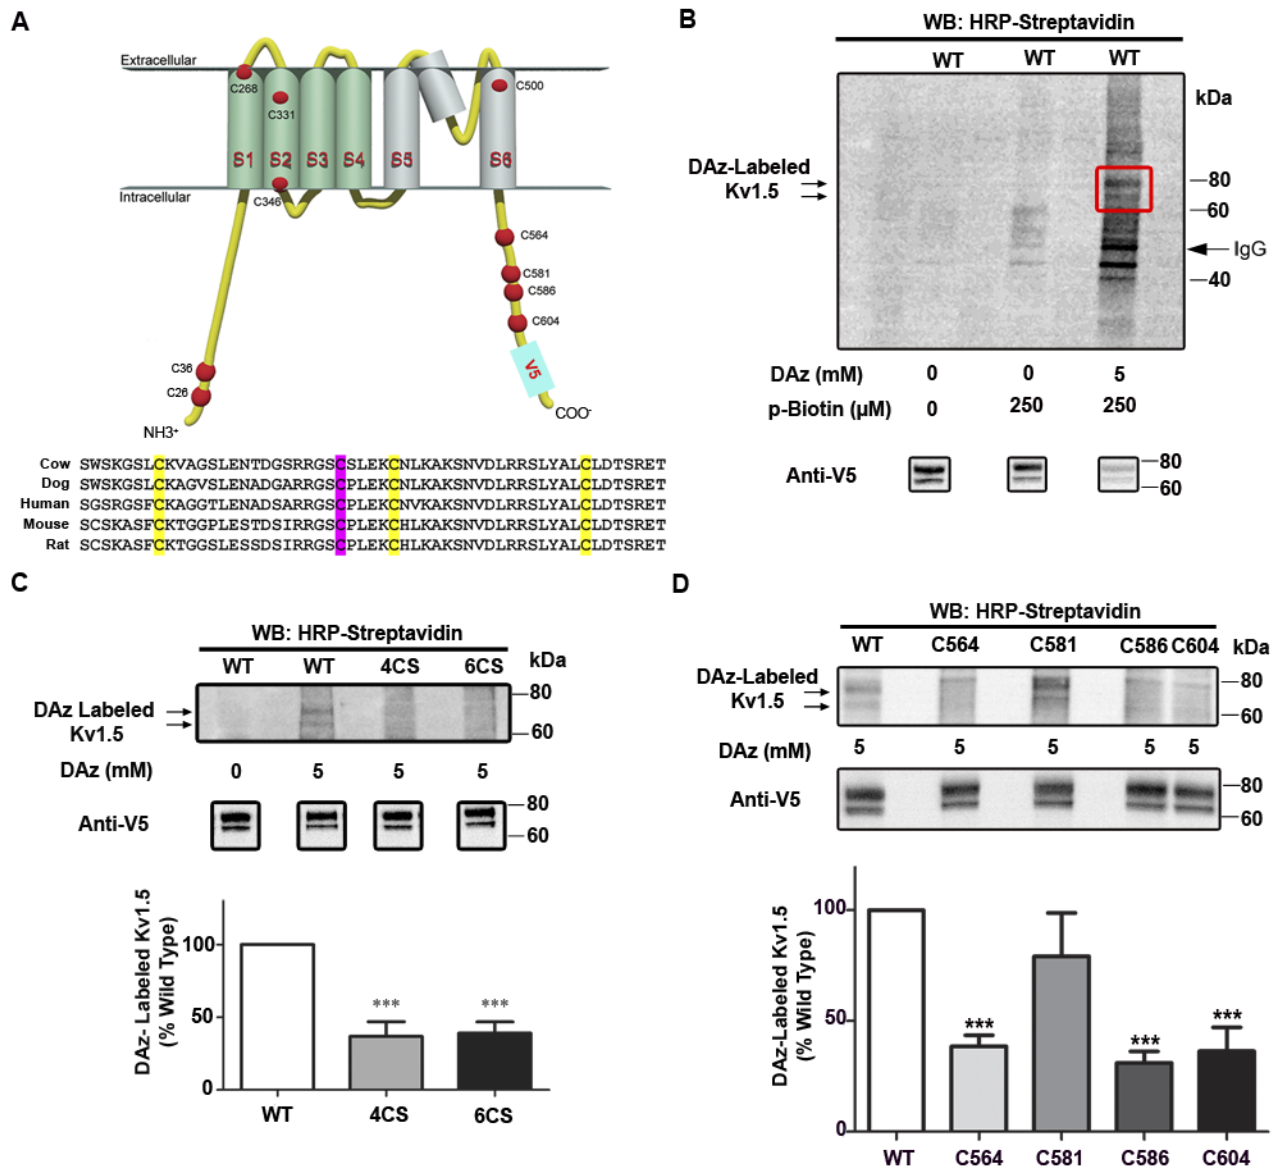 A
Extracellular
C268
C331
C500
S1 S2 S3 S4 S5 S6
Intracellular
C346
C564
C581
C586
C604
C36
C26
V5
NH3+
COO-
Cow SWSKGSLCKVAGSLENTDGSRRGSCSLEKCNLKAKSNVDLRRSLYALCLDTSRET
Dog SWSRGSLCKAGVSLENADGARRGSCPLEKCNLKAKSNVDLRRSLYALCLDTSRET
Human SGSRGSFCKAGGTLENADSARRGSCPLEKCNVKAKSNVDLRRSLYALCLDTSRET
Mouse SCSKASFCKTGGPLESTDSIRRGSCPLEKCHLKAKSNVDLRRSLYALCLDTSRET
Rat SCSKASFCKTGGSLESSDSIRRGSCPLEKCHLKAKSNVDLRRSLYALCLDTSRET
B
WB: HRP-Streptavidin
WT WT WT
kDa
DAz-Labeled
Kv1.5
80
60
IgG
40
DAz (mM) 0 0 5
p-Biotin (µM) 0 250 250
Anti-V5
80
60
C
WB: HRP-Streptavidin
WT WT 4CS 6CS kDa
DAz Labeled
Kv1.5
80
60
DAz (mM) 0 5 5 5
Anti-V5
80
60
DAz- Labeled Kv1.5
(% Wild Type)
100
50
0
*** ***
WT 4CS 6CS
D
WB: HRP-Streptavidin
WT C564 C581 C586 C604 kDa
DAz-Labeled
Kv1.5
80
60
DAz (mM) 5 5 5 5 5
Anti-V5
80
60
DAz-Labeled Kv1.5
(% Wild Type)
100
50
0
*** *** ***
WT C564 C581 C586 C604